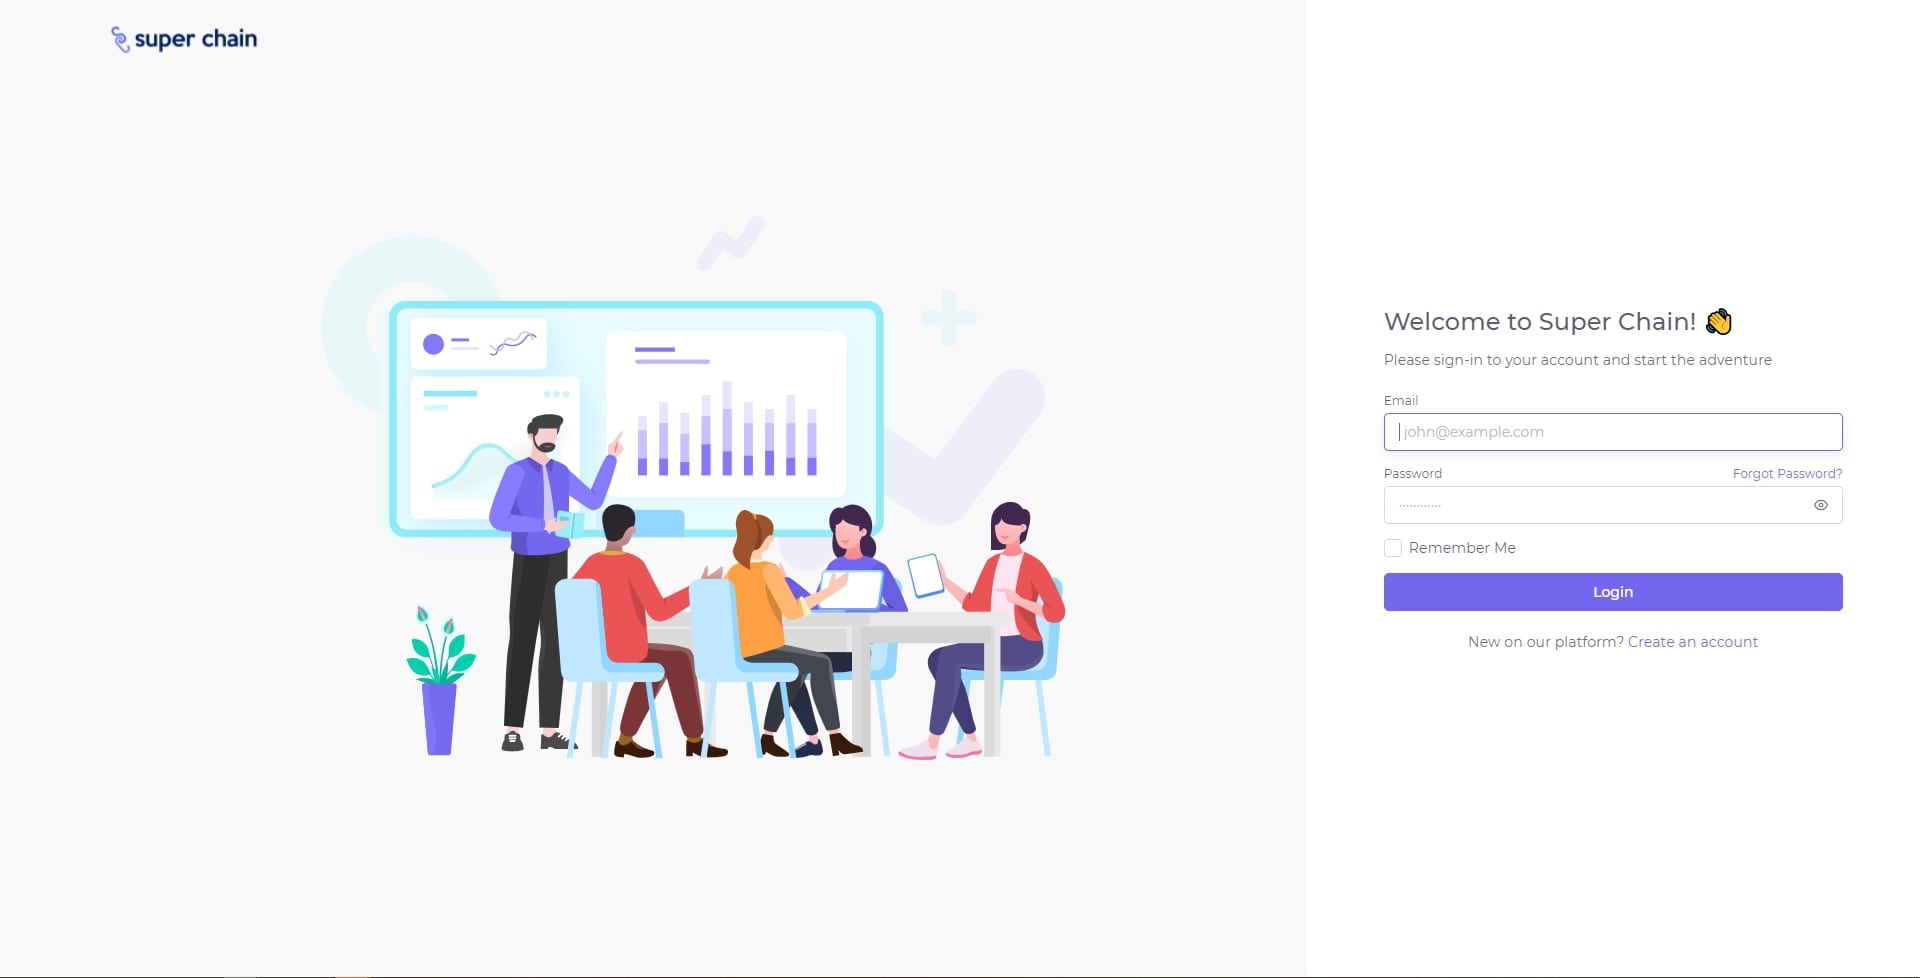 super chain
Welcome to Super Chain! 👋
Please sign-in to your account and start the adventure
Email
john@example.com
Password Forgot Password?
············
Remember Me
Login
New on our platform? Create an account